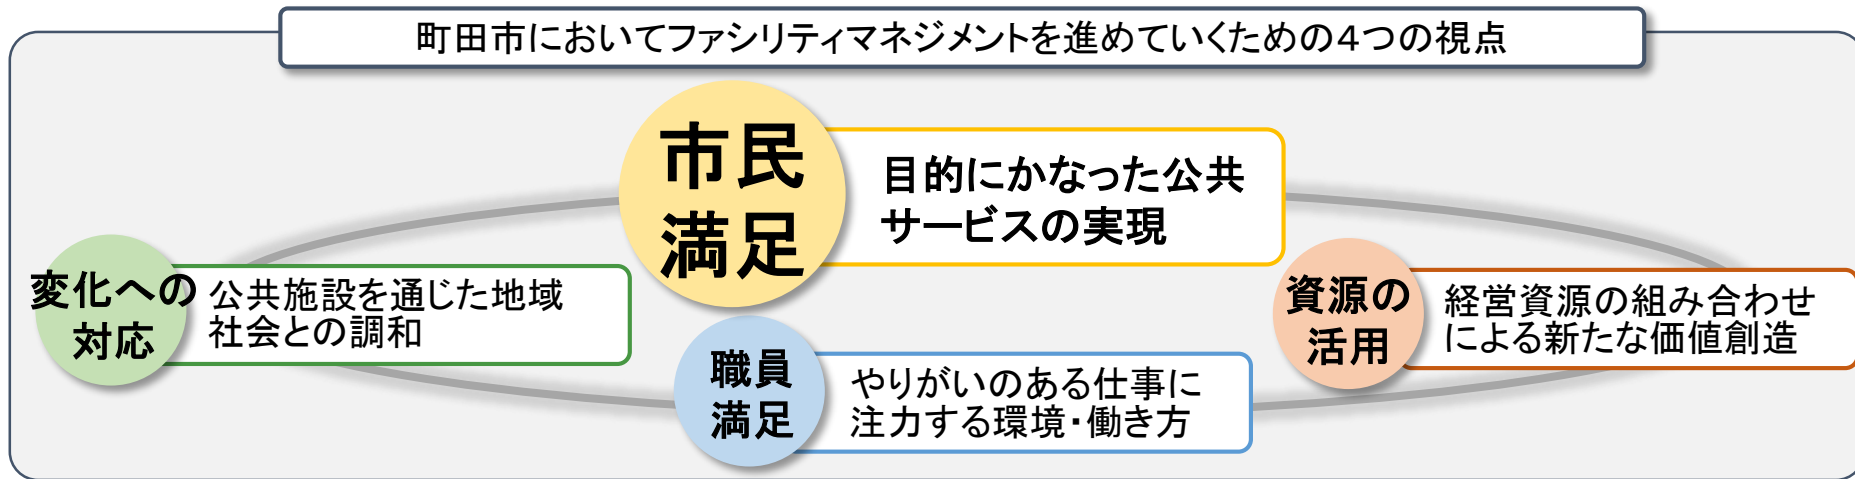 町田市においてファシリティマネジメントを進めていくための4つの視点
市民
満足
目的にかなった公共
サービスの実現
変化への
対応
公共施設を通じた地域
社会との調和
資源の
活用
経営資源の組み合わせ
による新たな価値創造
職員
満足
やりがいのある仕事に
注力する環境・働き方